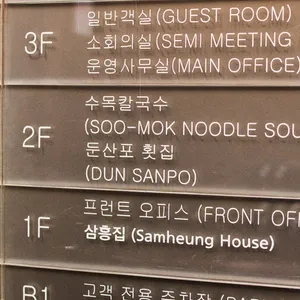 일반객실(GUEST ROOM)
3F 소회의실(SEMI MEETING
운영사무실(MAIN OFFICE)
수목칼국수
2F (SOO-MOK NOODLE SOU
둔산포 횟집
(DUN SANPO)
1F 프런트 오피스 (FRONT OFF
삼흥집 (Samheung House)
B1 고객 전용 주차장